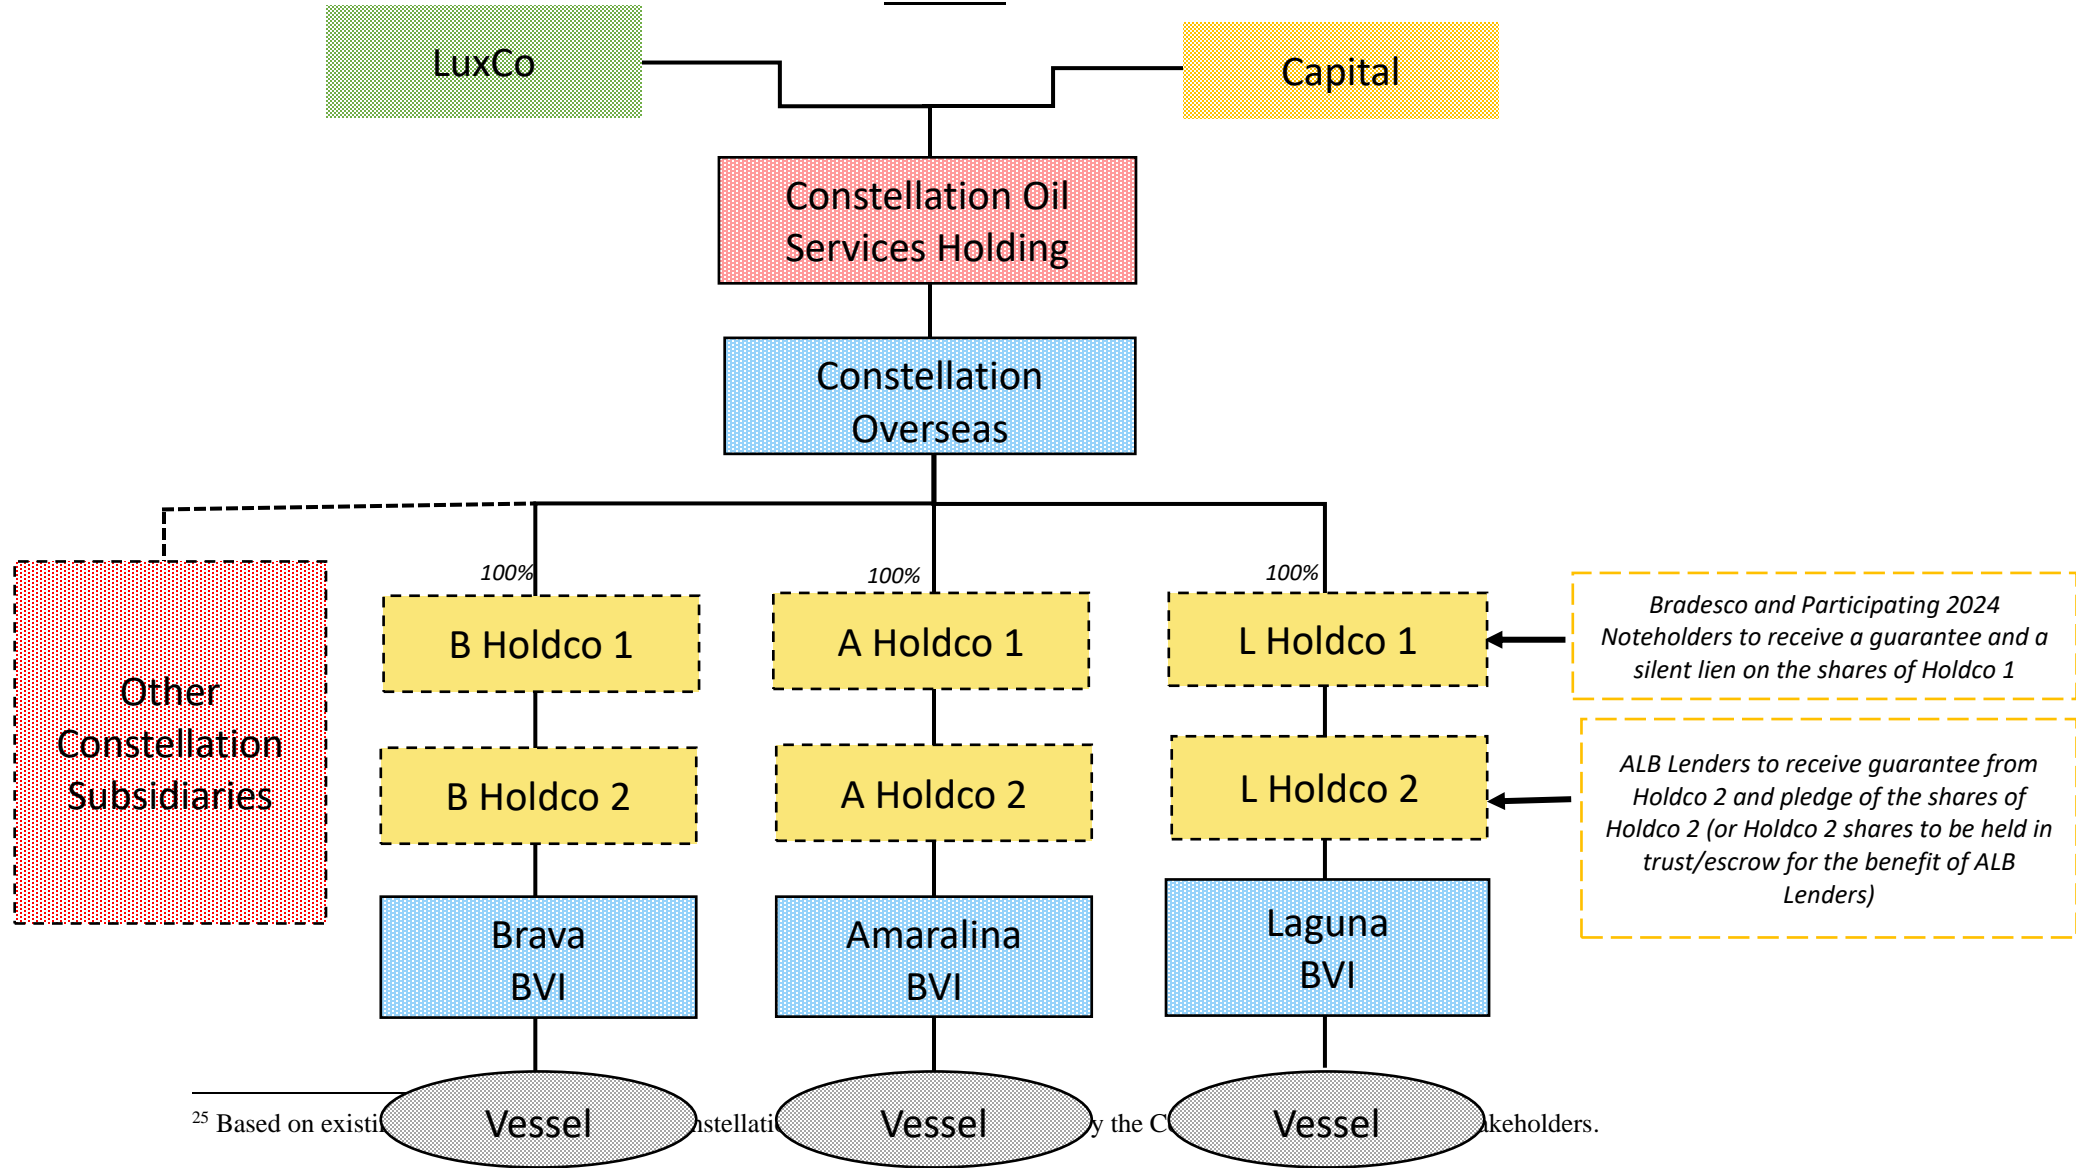 LuxCo
Capital
Constellation Oil
Services Holding
Constellation
Overseas
100%
100%
100%
Other
Constellation
Subsidiaries
B Holdco 1
A Holdco 1
L Holdco 1
Bradesco and Participating 2024
Noteholders to receive a guarantee and a
silent lien on the shares of Holdco 1
B Holdco 2
A Holdco 2
L Holdco 2
ALB Lenders to receive guarantee from
Holdco 2 and pledge of the shares of
Holdco 2 (or Holdco 2 shares to be held in
trust/escrow for the benefit of ALB
Lenders)
Brava
BVI
Amaralina
BVI
Laguna
BVI
Vessel
Vessel
Vessel
25 Based on y the keholders.